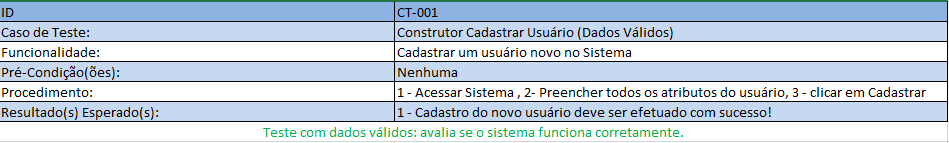 ID CT-001
Caso de Teste: Construtor Cadastrar Usuário (Dados Válidos)
Funcionalidade: Cadastrar um usuário novo no Sistema
Pré-Condição(ões): Nenhuma
Procedimento: 1 - Acessar Sistema , 2- Preencher todos os atributos do usuário, 3 - clicar em Cadastrar
Resultado(s) Esperado(s): 1 - Cadastro do novo usuário deve ser efetuado com sucesso!
Teste com dados válidos: avalia se o sistema funciona corretamente.